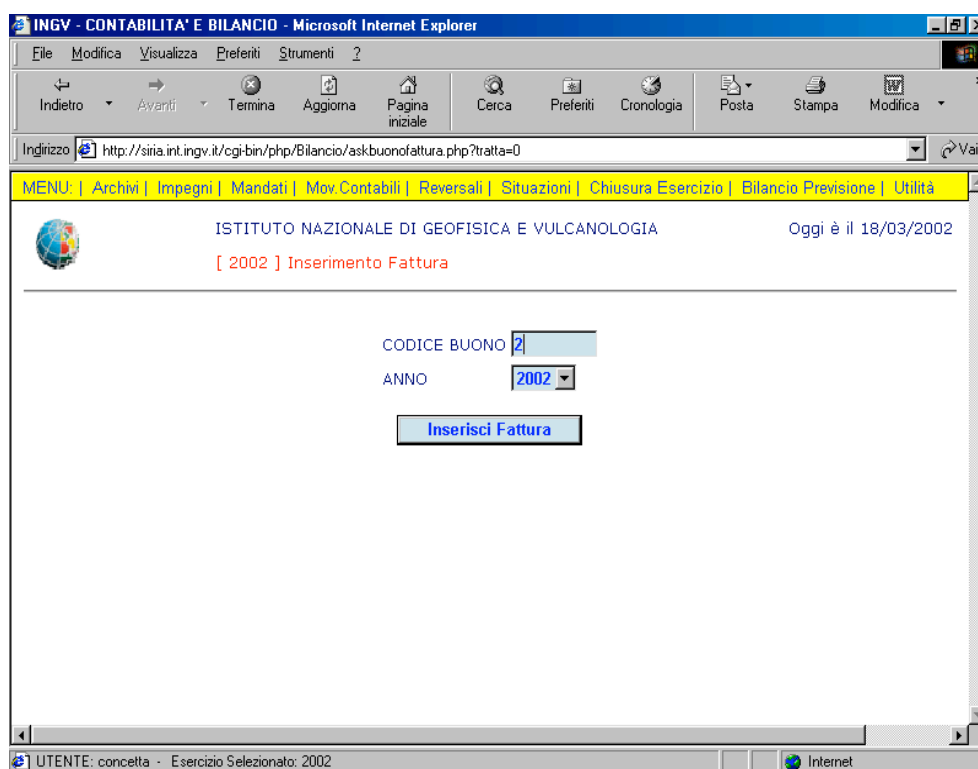 INGV - CONTABILITA' E BILANCIO - Microsoft Internet Explorer
File Modifica Visualizza Preferiti Strumenti ?
Indietro Avanti Termina Aggiorna Pagina iniziale Cerca Preferiti Cronologia Posta Stampa Modifica
Indirizzo http://siria.int.ingv.it/cgi-bin/php/Bilancio/askbuonofattura.php?tratta=0 Vai
MENU: | Archivi | Impegni | Mandati | Mov.Contabili | Reversali | Situazioni | Chiusura Esercizio | Bilancio Previsione | Utilità
ISTITUTO NAZIONALE DI GEOFISICA E VULCANOLOGIA Oggi è il 18/03/2002
[ 2002 ] Inserimento Fattura
CODICE BUONO 2
ANNO 2002
Inserisci Fattura
UTENTE: concetta - Esercizio Selezionato: 2002 Internet